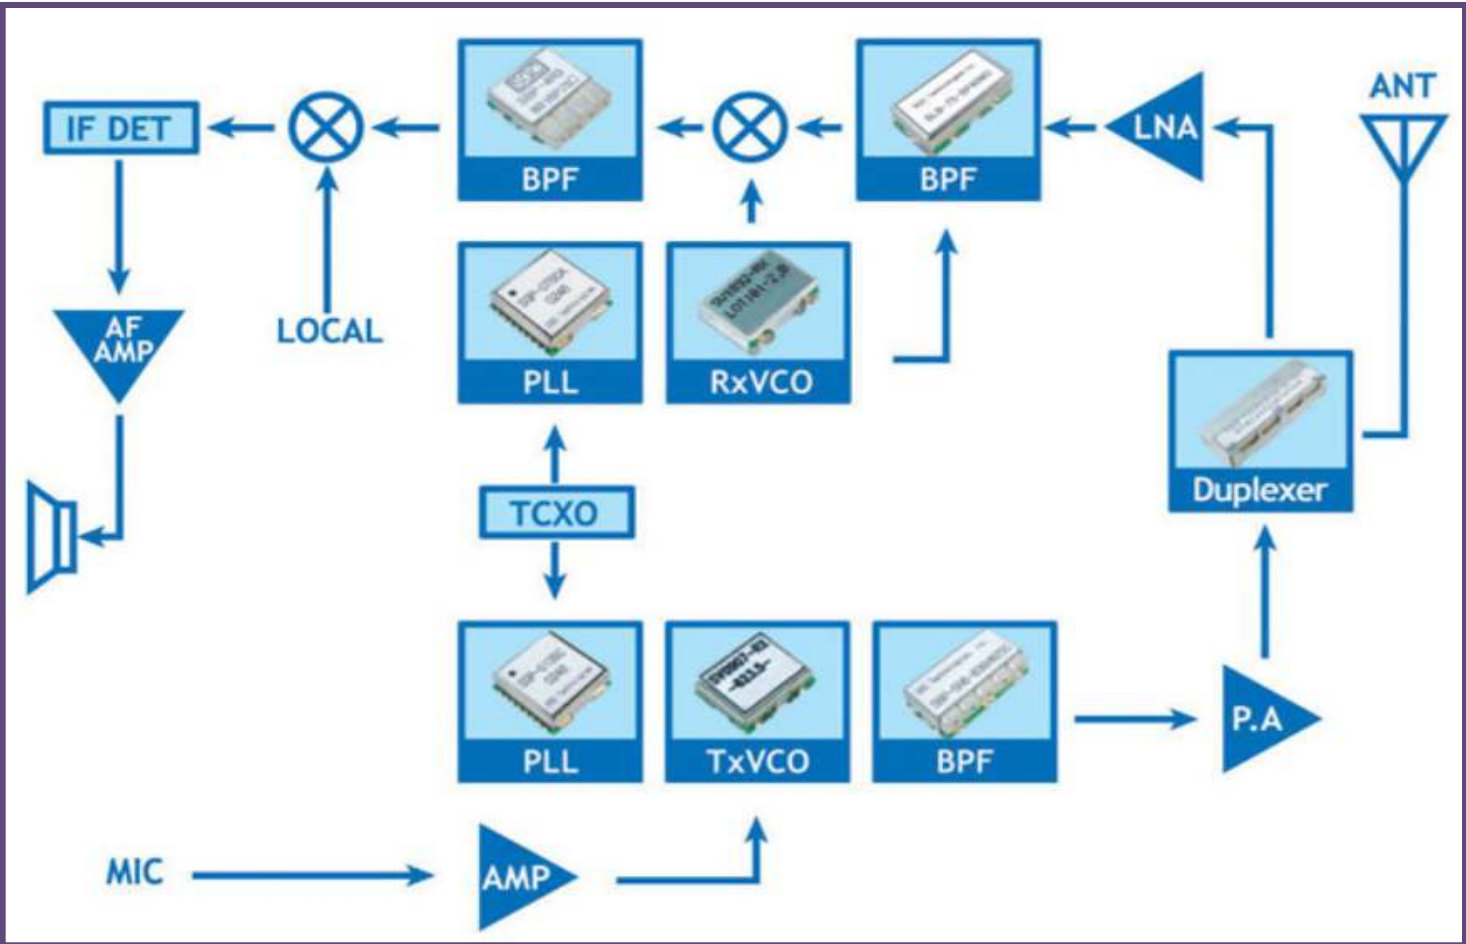 ANT
IF DET
BPF
BPF
LNA
AF
AMP
LOCAL
PLL
RxVCO
Duplexer
TCXO
PLL
TxVCO
BPF
P.A
MIC
AMP